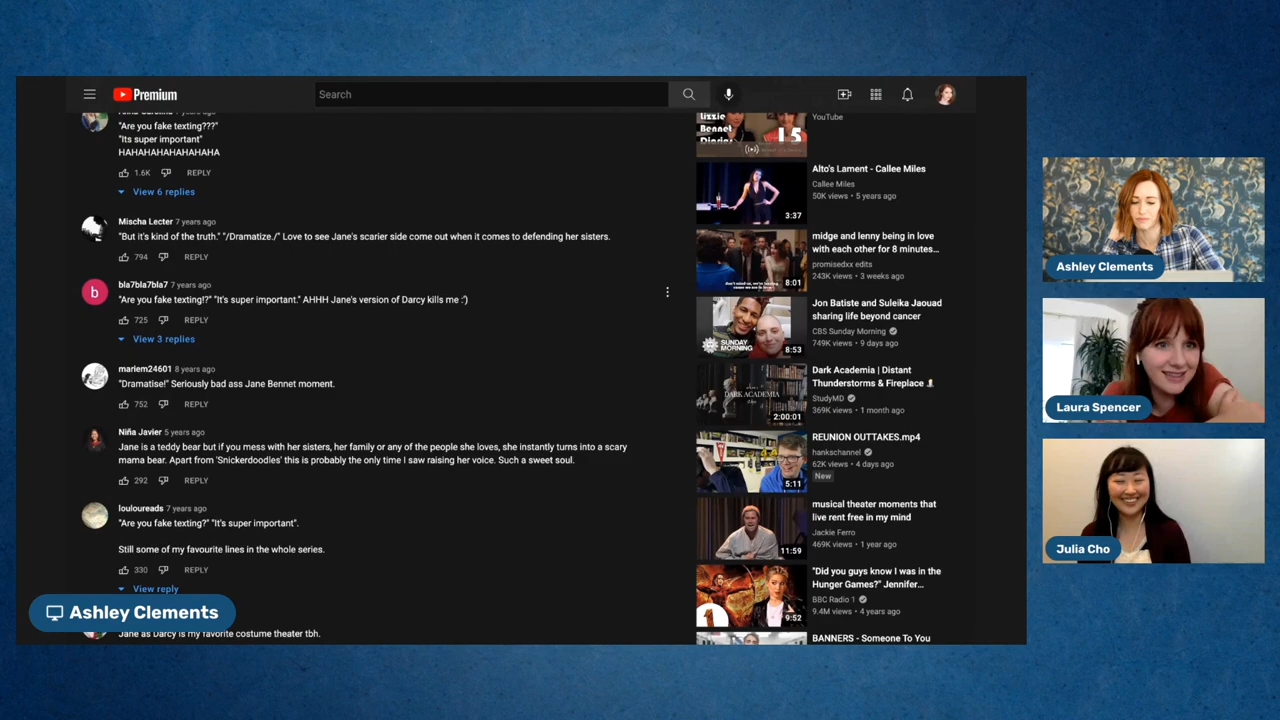 Premium
Search
7 years ago
"Are you fake texting???"
"Its super important"
HAHAHAHAHAHAHAHA
1.6K
REPLY
View 6 replies
Mischa Lecter 7 years ago
"But it's kind of the truth." "/Dramatize./" Love to see Jane's scarier side come out when it comes to defending her sisters.
794
REPLY
bla7bla7bla7 7 years ago
"Are you fake texting!?" "It's super important." AHHH Jane's version of Darcy kills me :')
725
REPLY
View 3 replies
mariem24601 8 years ago
"Dramatise!" Seriously bad ass Jane Bennet moment.
752
REPLY
Niña Javier 5 years ago
Jane is a teddy bear but if you mess with her sisters, her family or any of the people she loves, she instantly turns into a scary
mama bear. Apart from 'Snickerdoodles' this is probably the only time I saw raising her voice. Such a sweet soul.
292
REPLY
louloureads 7 years ago
"Are you fake texting?" "It's super important".
Still some of my favourite lines in the whole series.
330
REPLY
View reply
Jane as Darcy is my favorite costume theater tbh.
Ashley Clements
Lizzie
Bennet
Diaries
15
YouTube
3:37
Alto's Lament - Callee Miles
Callee Miles
50K views • 5 years ago
8:01
midge and lenny being in love
with each other for 8 minutes...
promisedxx edits
243K views • 3 weeks ago
SUNDAY
MORNING
8:53
Jon Batiste and Suleika Jaouad
sharing life beyond cancer
CBS Sunday Morning
749K views • 9 days ago
DARK ACADEMIA
2:00:01
Dark Academia | Distant
Thunderstorms & Fireplace
StudyMD
369K views • 1 month ago
5:11
REUNION OUTTAKES.mp4
hankschannel
62K views • 4 days ago
New
11:59
musical theater moments that
live rent free in my mind
Jackie Ferro
469K views • 1 year ago
9:52
"Did you guys know I was in the
Hunger Games?" Jennifer...
BBC Radio 1
9.4M views • 4 years ago
BANNERS - Someone To You
Ashley Clements
Laura Spencer
Julia Cho